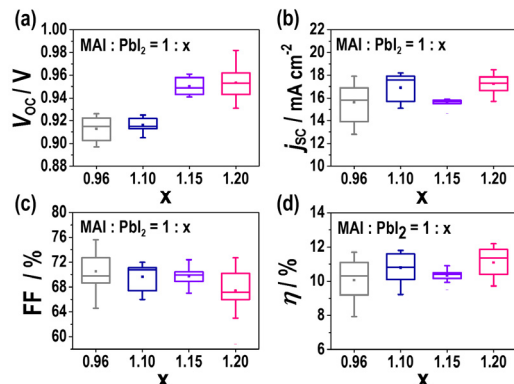 (a)
MAI : PbI₂ = 1 : x
V_OC / V
1.00
0.98
0.96
0.94
0.92
0.90
0.88
0.96 1.10 1.15 1.20
x
(b)
MAI : PbI₂ = 1 : x
j_SC / mA cm⁻²
22
20
18
16
14
12
0.96 1.10 1.15 1.20
x
(c)
MAI : PbI₂ = 1 : x
FF / %
80
76
72
68
64
60
0.96 1.10 1.15 1.20
x
(d)
MAI : PbI₂ = 1 : x
η / %
14
12
10
8
6
0.96 1.10 1.15 1.20
x